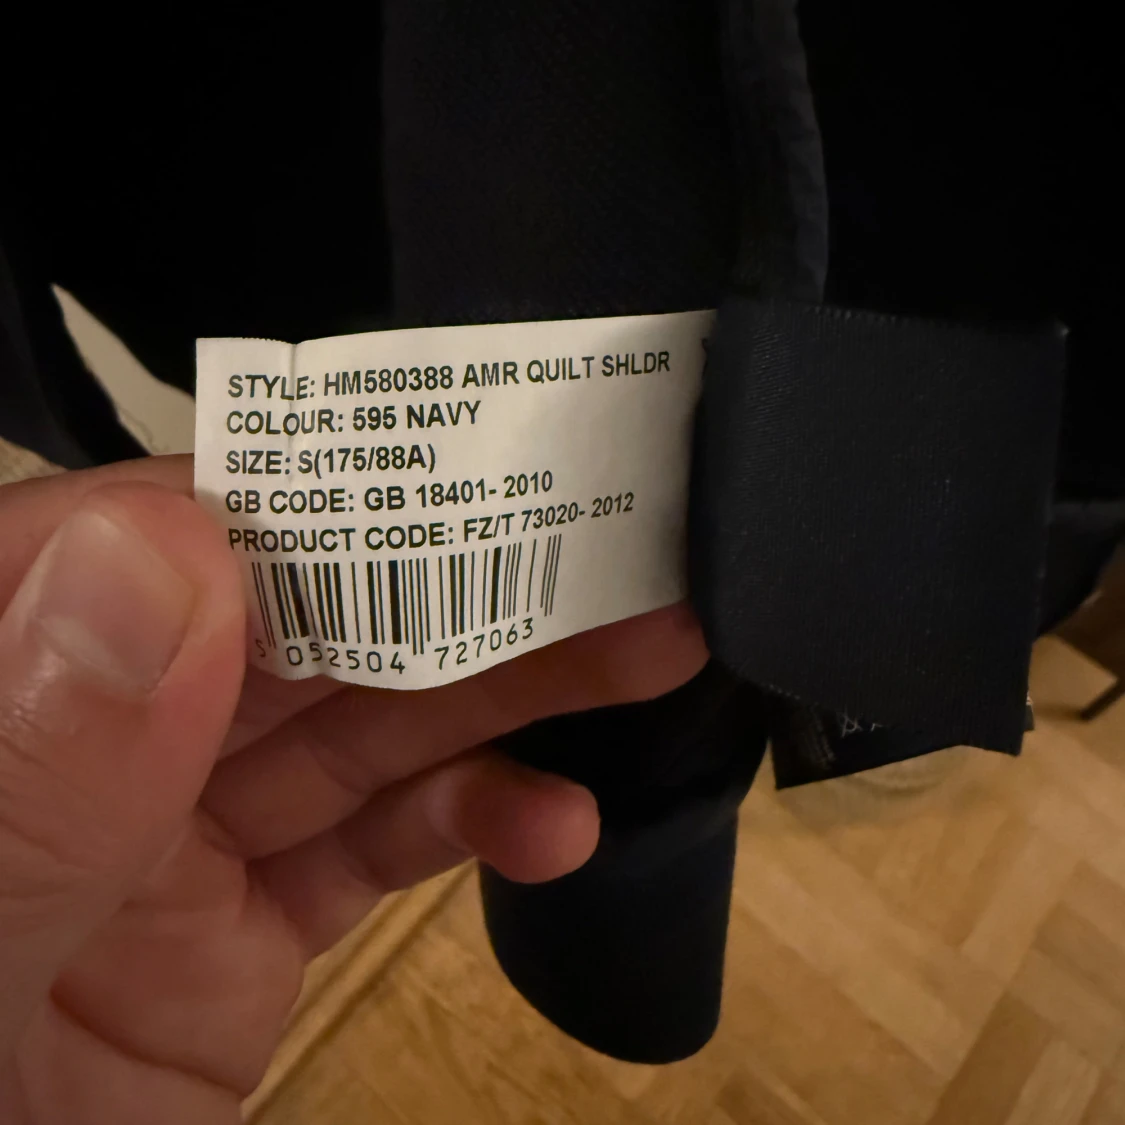 STYLE: HM580388 AMR QUILT SHLDR
COLOUR: 595 NAVY
SIZE: S(175/88A)
GB CODE: GB 18401- 2010
PRODUCT CODE: FZ/T 73020- 2012
5 052504 727063